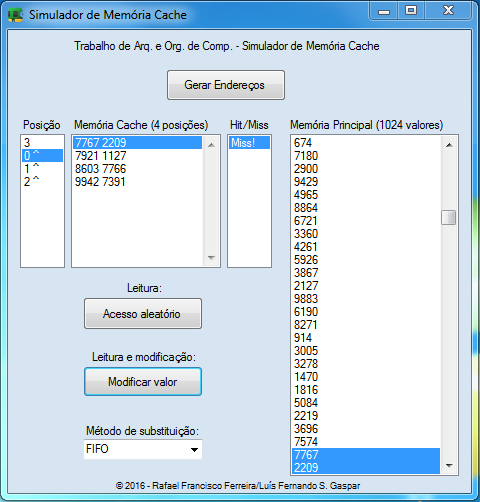 Simulador de Memória Cache
Trabalho de Arq. e Org. de Comp. - Simulador de Memória Cache
Gerar Endereços
Posição
3
0 ^
1 ^
2 ^
Memória Cache (4 posições)
7767 2209
7921 1127
8603 7766
9942 7391
Hit/Miss
Miss!
Memória Principal (1024 valores)
674
7180
2900
9429
4965
8864
6721
3360
4261
5926
3867
2127
9883
6190
8271
914
3005
3278
1470
1816
5084
2219
3696
7574
7767
2209
Leitura:
Acesso aleatório
Leitura e modificação:
Modificar valor
Método de substituição:
FIFO
© 2016 - Rafael Francisco Ferreira/Luís Fernando S. Gaspar